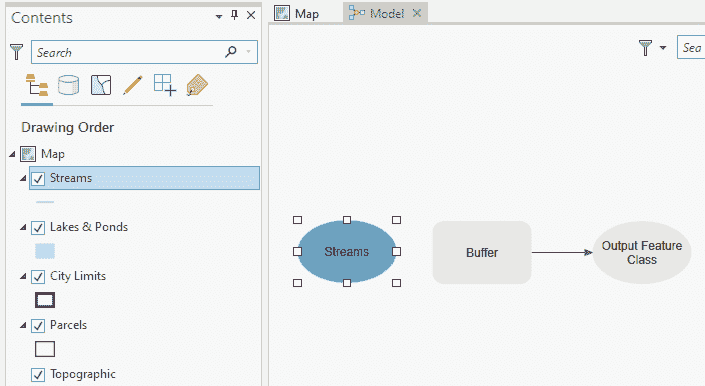 Contents
Search
Drawing Order
Map
Streams
Lakes & Ponds
City Limits
Parcels
Topographic
Map
Model
Sea
Streams
Buffer
Output Feature
Class